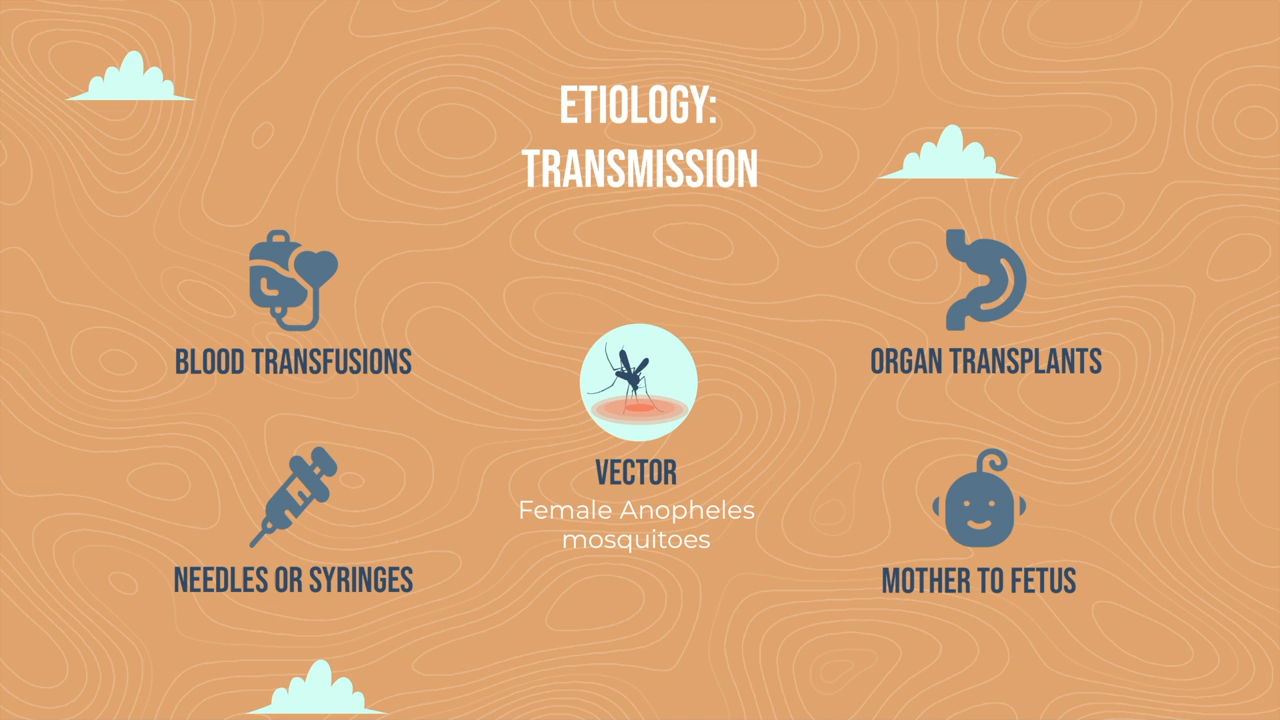 ETIOLOGY:
TRANSMISSION
BLOOD TRANSFUSIONS
ORGAN TRANSPLANTS
VECTOR
Female Anopheles
mosquitoes
NEEDLES OR SYRINGES
MOTHER TO FETUS